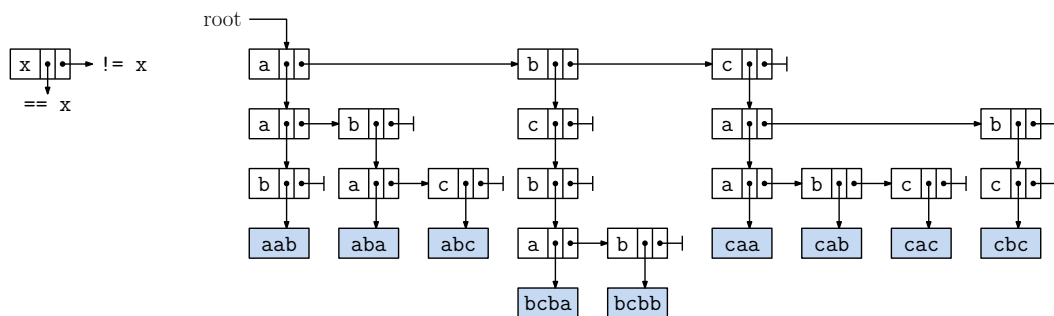 root
a b c
x != x
== x
a b c a b
b a c b a b c c
aab aba abc a b caa cab cac cbc
bcba bcbb